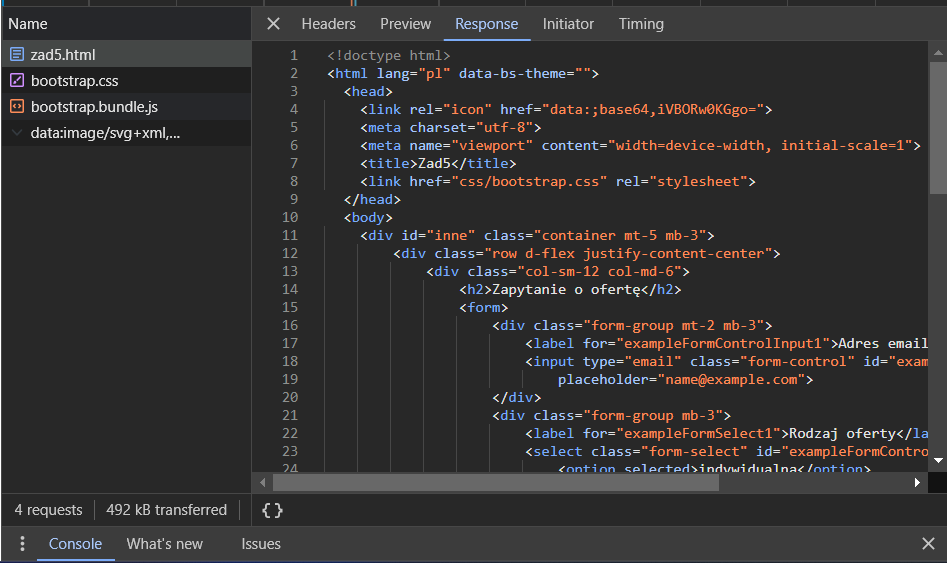 Name
Headers Preview Response Initiator Timing
zad5.html
bootstrap.css
bootstrap.bundle.js
data:image/svg+xml,...
1 <!doctype html>
2 <html lang="pl" data-bs-theme="">
3 <head>
4 <link rel="icon" href="data:;base64,iVBORw0KGgo=">
5 <meta charset="utf-8">
6 <meta name="viewport" content="width=device-width, initial-scale=1">
7 <title>Zad5</title>
8 <link href="css/bootstrap.css" rel="stylesheet">
9 </head>
10 <body>
11 <div id="inne" class="container mt-5 mb-3">
12 <div class="row d-flex justify-content-center">
13 <div class="col-sm-12 col-md-6">
14 <h2>Zapytanie o ofertę</h2>
15 <form>
16 <div class="form-group mt-2 mb-3">
17 <label for="exampleFormControlInput1">Adres email
18 <input type="email" class="form-control" id="exam
19 placeholder="name@example.com">
20 </div>
21 <div class="form-group mb-3">
22 <label for="exampleFormSelect1">Rodzaj oferty</la
23 <select class="form-select" id="exampleFormContro
24 <option selected>indywidualna</option>
4 requests 492 kB transferred { }
Console What's new Issues